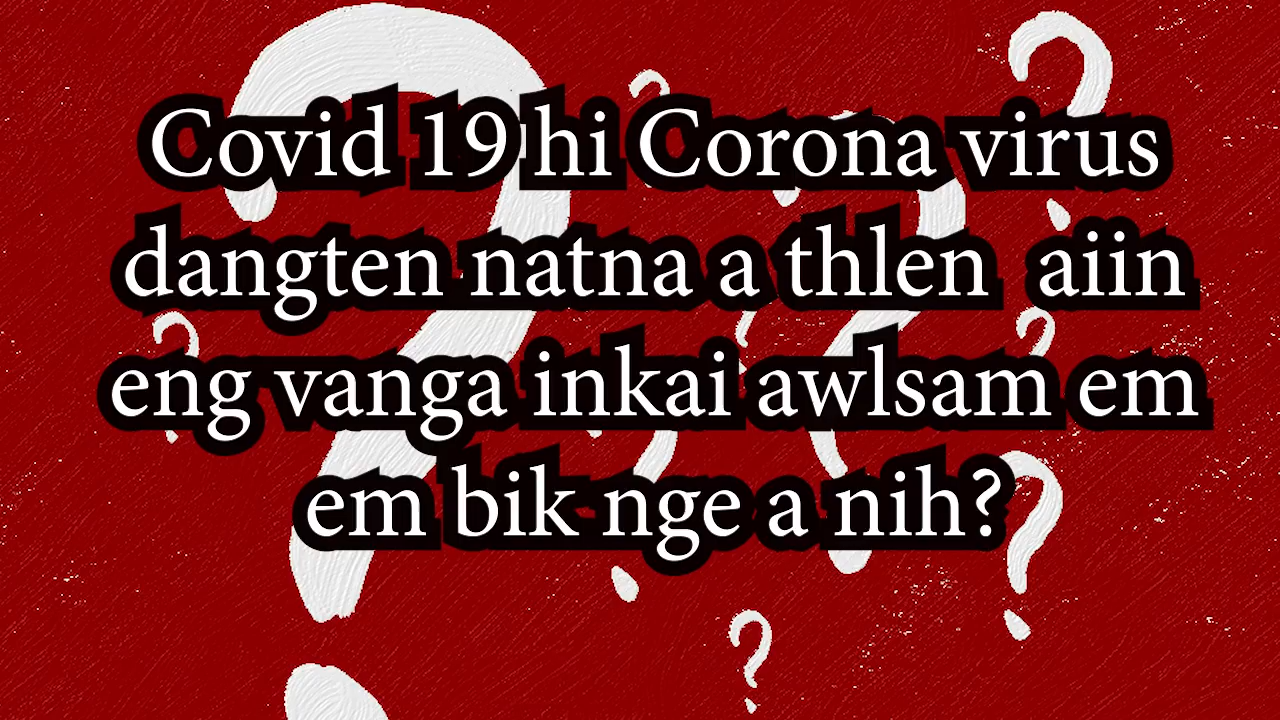 Covid 19 hi Corona virus
dangten natna a thlen aiin
eng vanga inkai awlsam em
em bik nge a nih?